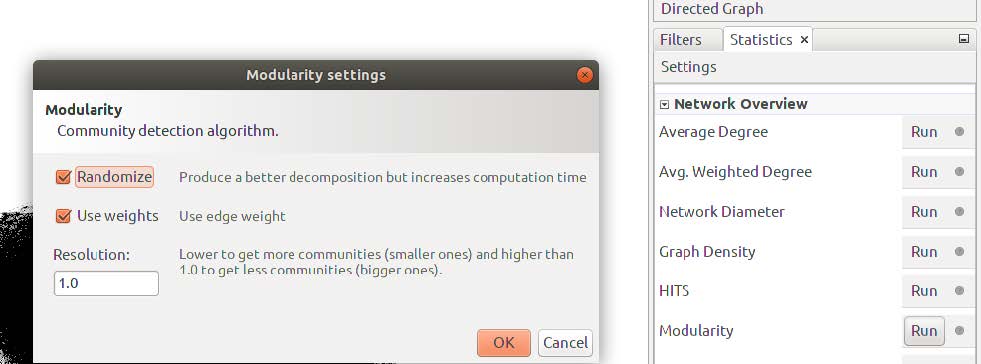 Directed Graph
Filters
Statistics ×
Settings
Network Overview
Average Degree Run
Avg. Weighted Degree Run
Network Diameter Run
Graph Density Run
HITS Run
Modularity Run
Modularity settings
Modularity
Community detection algorithm.
Randomize Produce a better decomposition but increases computation time
Use weights Use edge weight
Resolution: Lower to get more communities (smaller ones) and higher than
1.0 to get less communities (bigger ones).
1.0
OK Cancel